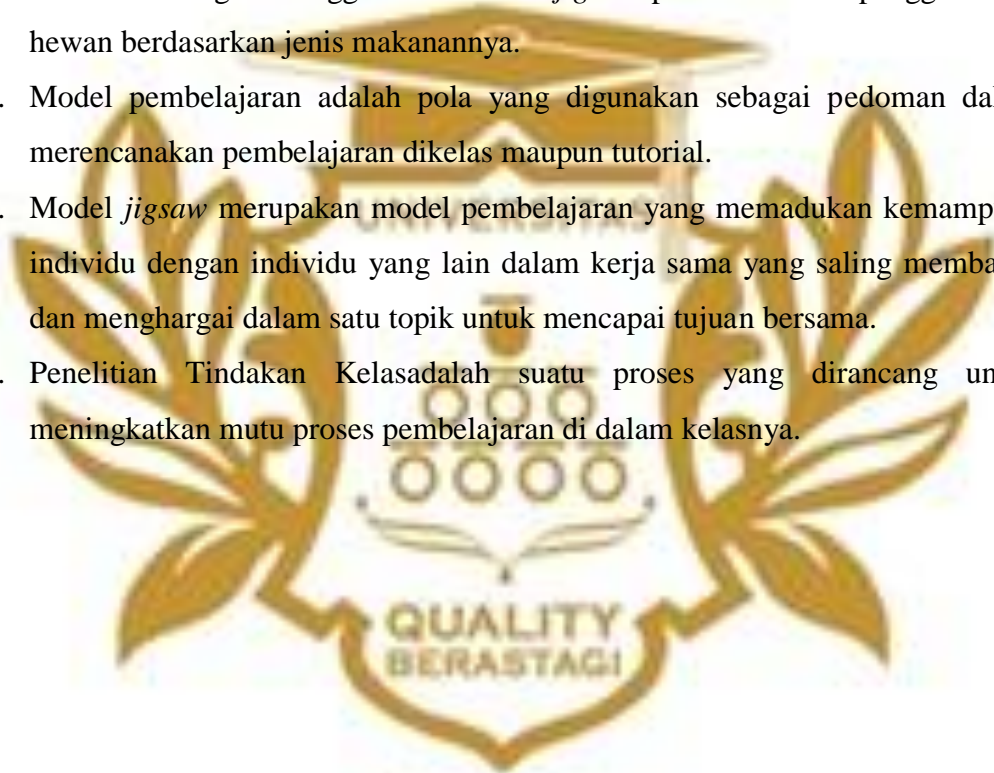 hewan berdasarkan jenis makanannya.
. Model pembelajaran adalah pola yang digunakan sebagai pedoman dal
merencanakan pembelajaran dikelas maupun tutorial.
. Model jigsaw merupakan model pembelajaran yang memadukan kemamp
individu dengan individu yang lain dalam kerja sama yang saling memba
dan menghargai dalam satu topik untuk mencapai tujuan bersama.
. Penelitian Tindakan Kelasadalah suatu proses yang dirancang un
meningkatkan mutu proses pembelajaran di dalam kelasnya.
UNIVERSITAS
QUALITY
BERASTAGI